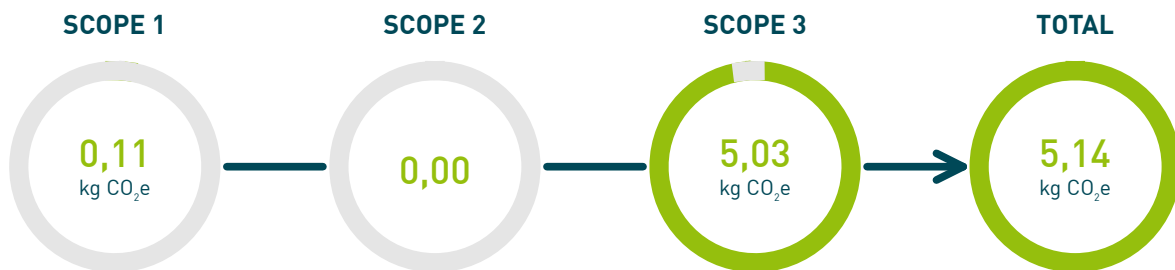 SCOPE 1
SCOPE 2
SCOPE 3
TOTAL
0,11
kg CO₂e
0,00
5,03
kg CO₂e
5,14
kg CO₂e